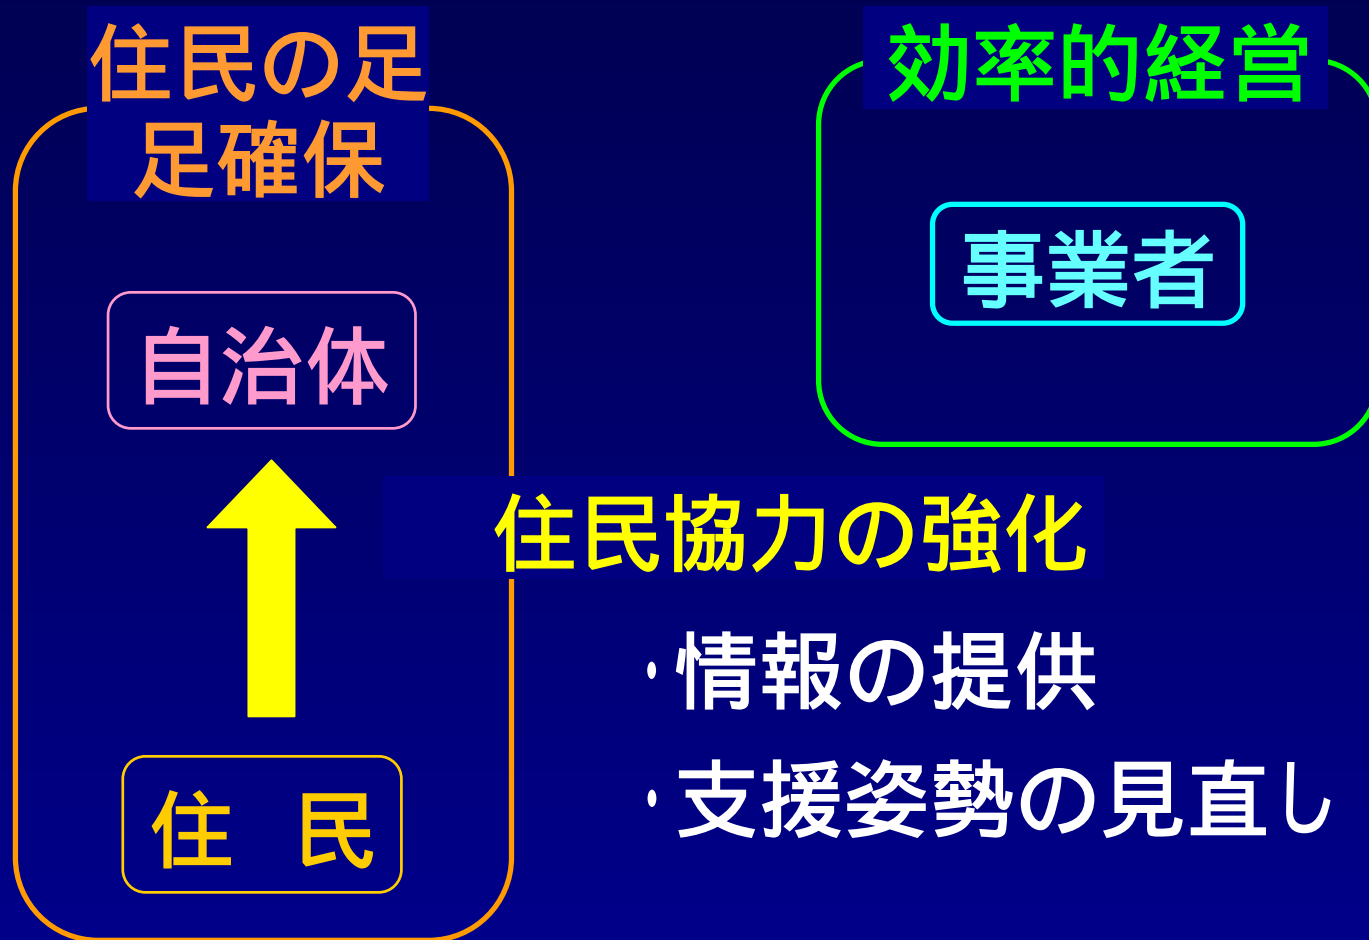 住民の足
足確保
自治体
住　民
効率的経営
事業者
住民協力の強化
・情報の提供
・支援姿勢の見直し